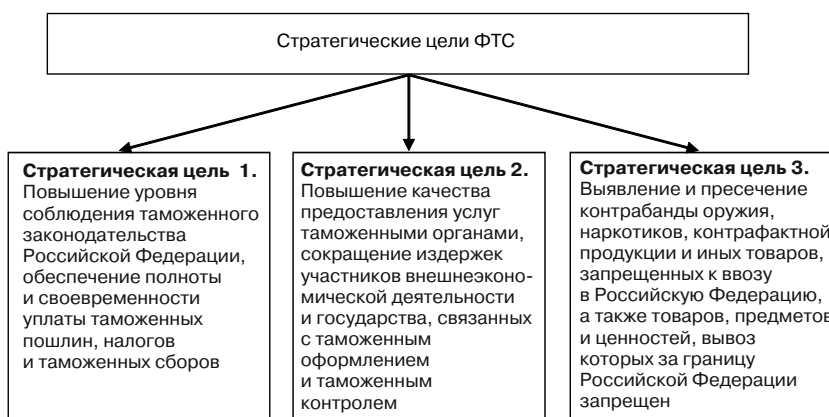 Стратегические цели ФТС
Стратегическая цель 1.
Повышение уровня
соблюдения таможенного
законодательства
Российской Федерации,
обеспечение полноты
и своевременности
уплаты таможенных
пошлин, налогов
и таможенных сборов
Стратегическая цель 2.
Повышение качества
предоставления услуг
таможенными органами,
сокращение издержек
участников внешнеэконо-
мической деятельности
и государства, связанных
с таможенным
оформлением
и таможенным
контролем
Стратегическая цель 3.
Выявление и пресечение
контрабанды оружия,
наркотиков, контрафактной
продукции и иных товаров,
запрещенных к ввозу
в Российскую Федерацию,
а также товаров, предметов
и ценностей, вывоз
которых за границу
Российской Федерации
запрещен